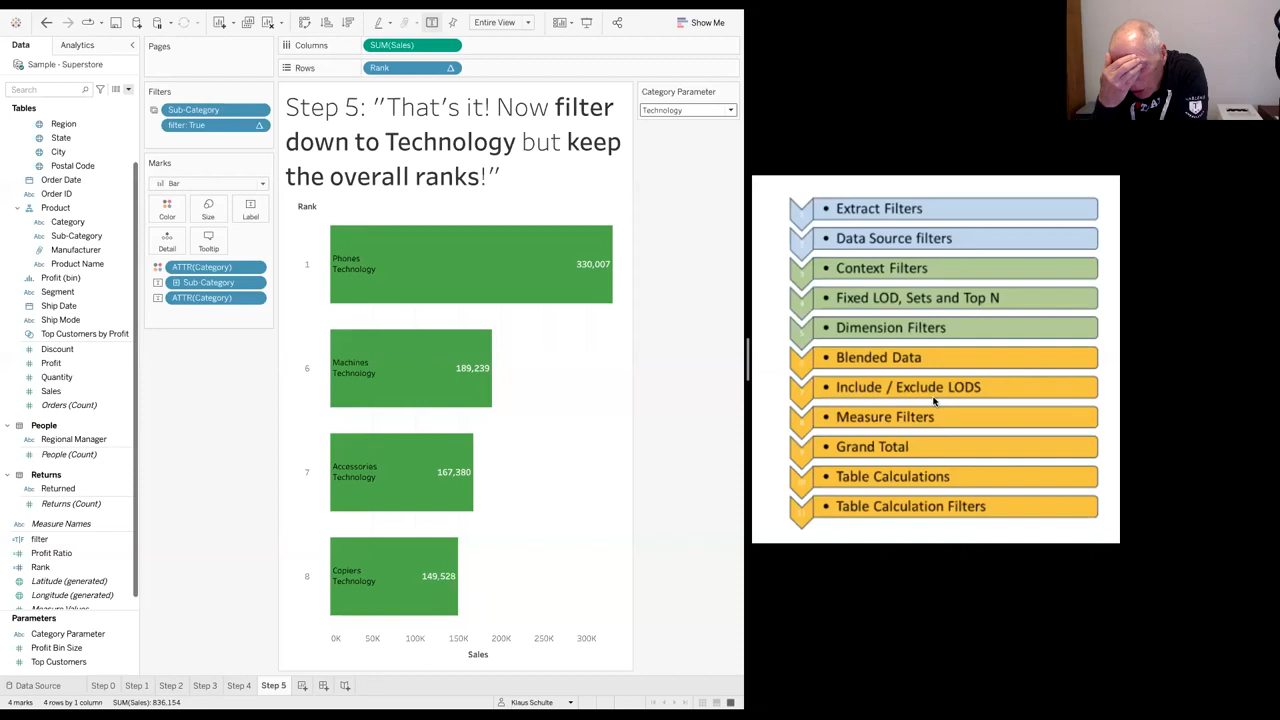 Entire View
Show Me
Data
Analytics
Pages
Columns
SUM(Sales)
Sample - Superstore
Rows
Rank
Search
Filters
Category Parameter
Technology
Tables
Sub-Category
filter: True
Region
State
City
Postal Code
Order Date
Order ID
Product
Category
Sub-Category
Manufacturer
Product Name
Profit (bin)
Segment
Ship Date
Ship Mode
Top Customers by Profit
Discount
Profit
Quantity
Sales
Orders (Count)
People
Regional Manager
People (Count)
Returns
Returned
Returns (Count)
Measure Names
filter
Profit Ratio
Rank
Latitude (generated)
Longitude (generated)
Measure Values
Parameters
Category Parameter
Profit Bin Size
Top Customers
Marks
Bar
Color
Size
Label
Detail
Tooltip
ATTR(Category)
Sub-Category
ATTR(Category)
Step 5: "That's it! Now filter
down to Technology but keep
the overall ranks!"
Rank
1
Phones
Technology
330,007
6
Machines
Technology
189,239
7
Accessories
Technology
167,380
8
Copiers
Technology
149,528
0K 50K 100K 150K 200K 250K 300K
Sales
Data Source
Step 0
Step 1
Step 2
Step 3
Step 4
Step 5
4 marks
4 rows by 1 column
SUM(Sales): 836,154
Klaus Schulte
• Extract Filters
• Data Source filters
• Context Filters
• Fixed LOD, Sets and Top N
• Dimension Filters
• Blended Data
• Include / Exclude LODS
• Measure Filters
• Grand Total
• Table Calculations
• Table Calculation Filters